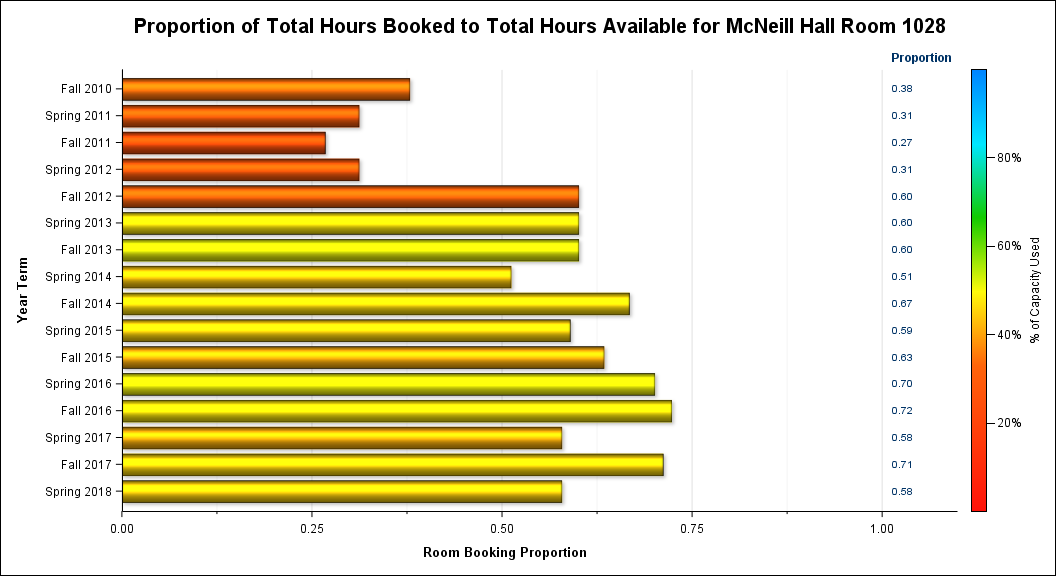 Proportion of Total Hours Booked to Total Hours Available for McNeill Hall Room 1028
Proportion
Fall 2010 0.38
Spring 2011 0.31
Fall 2011 0.27
Spring 2012 0.31
Fall 2012 0.60
Spring 2013 0.60
Fall 2013 0.60
Spring 2014 0.51
Fall 2014 0.67
Spring 2015 0.59
Fall 2015 0.63
Spring 2016 0.70
Fall 2016 0.72
Spring 2017 0.58
Fall 2017 0.71
Spring 2018 0.58
Year Term
0.00 0.25 0.50 0.75 1.00
Room Booking Proportion
80%
60%
40%
20%
% of Capacity Used